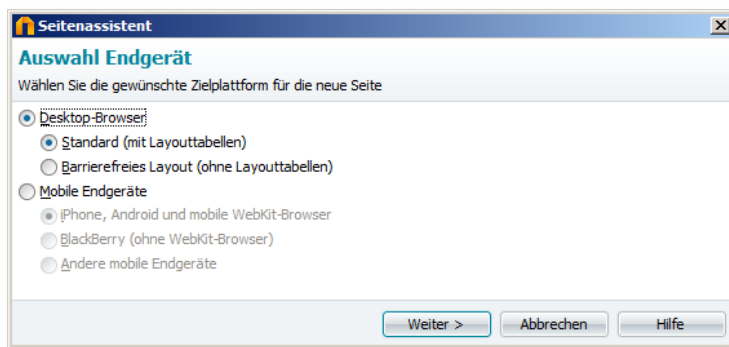 Seitenassistent
Auswahl Endgerät
Wählen Sie die gewünschte Zielplattform für die neue Seite
Desktop-Browser
Standard (mit Layouttabellen)
Barrierefreies Layout (ohne Layouttabellen)
Mobile Endgeräte
iPhone, Android und mobile WebKit-Browser
BlackBerry (ohne WebKit-Browser)
Andere mobile Endgeräte
Weiter > Abbrechen Hilfe